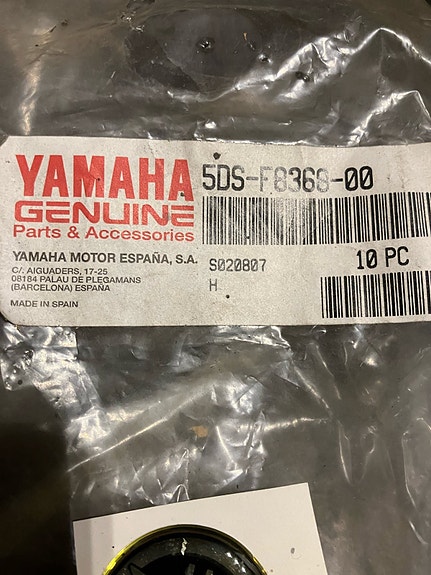 YAMAHA
GENUINE
Parts & Accessories
YAMAHA MOTOR ESPAÑA, S.A.
C/. AIGUADERS, 17-25
08184 PALAU DE PLEGAMANS
(BARCELONA) ESPAÑA
MADE IN SPAIN
5DS-F8368-00
S020807
10 PC
H